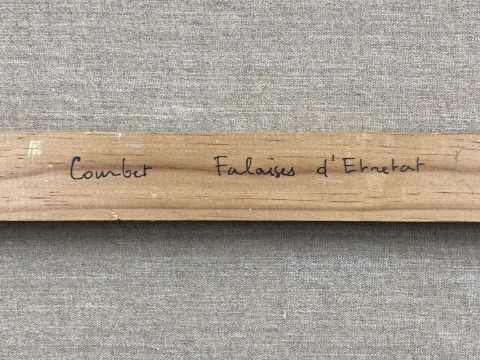 Courbet Falaises d'Etretat